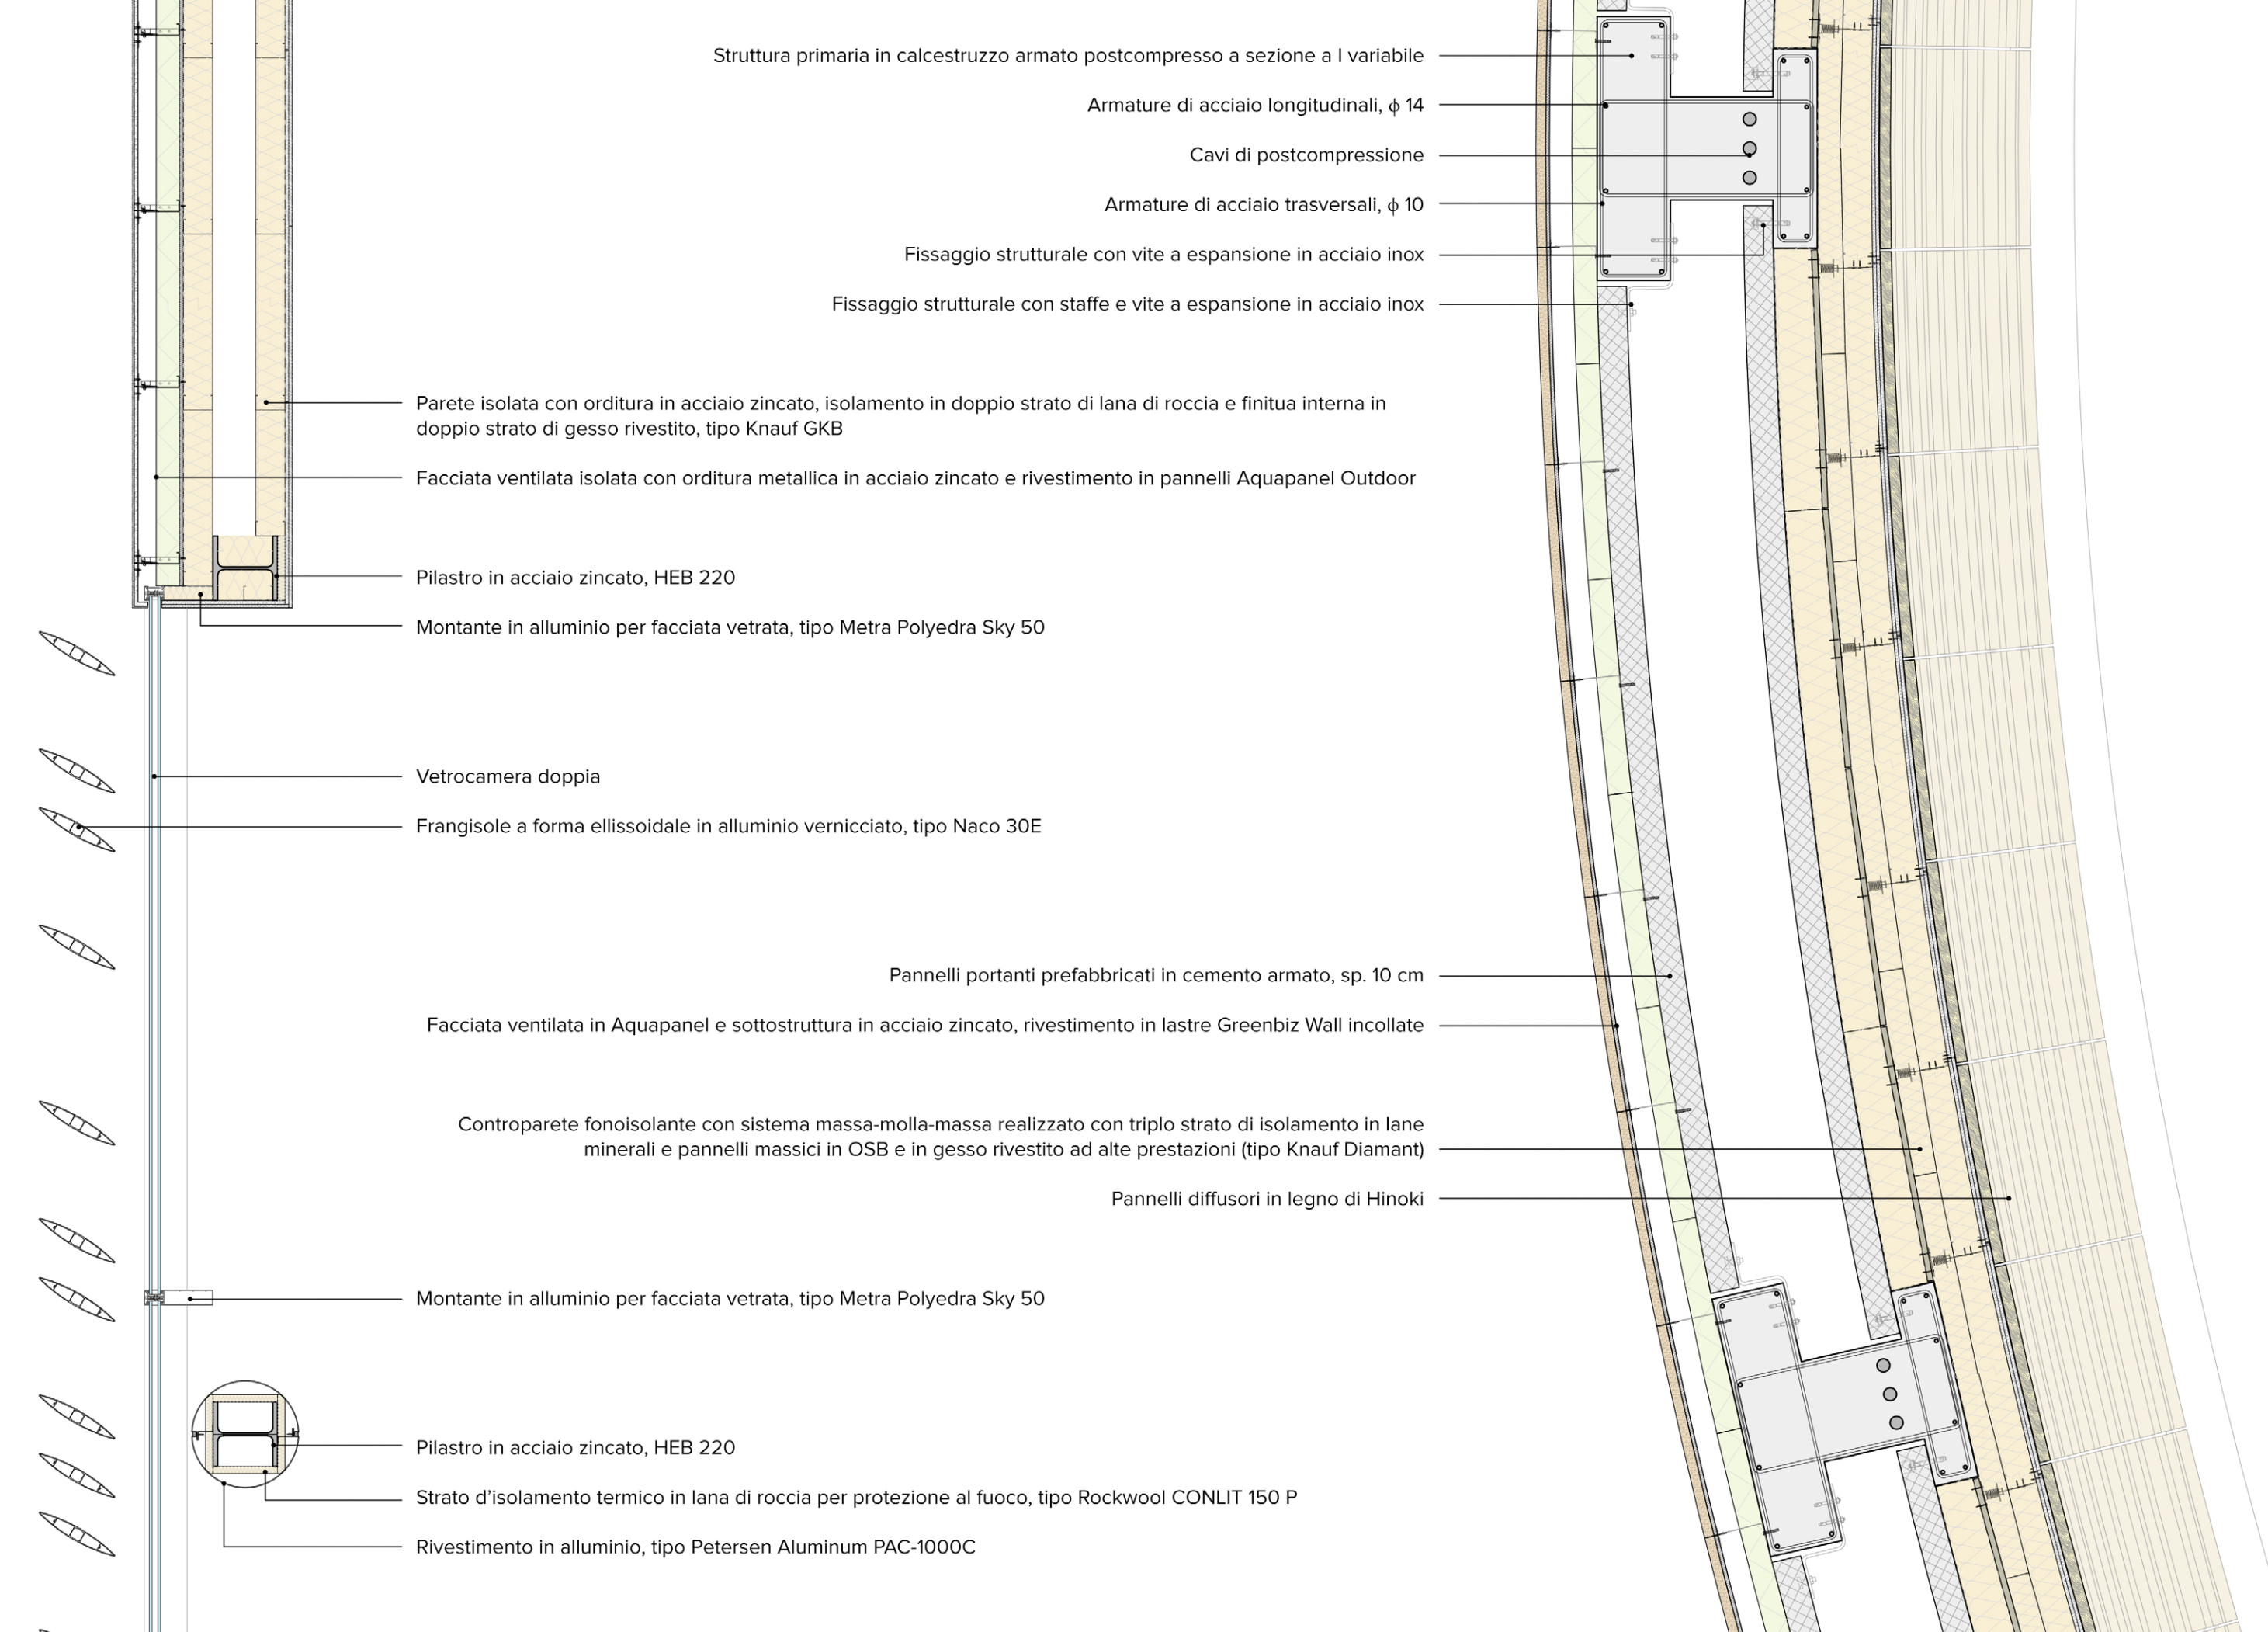 Struttura primaria in calcestruzzo armato postcompresso a sezione a I variabile
Armature di acciaio longitudinali, ϕ 14
Cavi di postcompressione
Armature di acciaio trasversali, ϕ 10
Fissaggio strutturale con vite a espansione in acciaio inox
Fissaggio strutturale con staffe e vite a espansione in acciaio inox
Parete isolata con orditura in acciaio zincato, isolamento in doppio strato di lana di roccia e finitua interna in
doppio strato di gesso rivestito, tipo Knauf GKB
Facciata ventilata isolata con orditura metallica in acciaio zincato e rivestimento in pannelli Aquapanel Outdoor
Pilastro in acciaio zincato, HEB 220
Montante in alluminio per facciata vetrata, tipo Metra Polyedra Sky 50
Vetrocamera doppia
Frangisole a forma ellissoidale in alluminio vernicciato, tipo Naco 30E
Pannelli portanti prefabbricati in cemento armato, sp. 10 cm
Facciata ventilata in Aquapanel e sottostruttura in acciaio zincato, rivestimento in lastre Greenbiz Wall incollate
Controparete fonoisolante con sistema massa-molla-massa realizzato con triplo strato di isolamento in lane
minerali e pannelli massici in OSB e in gesso rivestito ad alte prestazioni (tipo Knauf Diamant)
Pannelli diffusori in legno di Hinoki
Montante in alluminio per facciata vetrata, tipo Metra Polyedra Sky 50
Pilastro in acciaio zincato, HEB 220
Strato d’isolamento termico in lana di roccia per protezione al fuoco, tipo Rockwool CONLIT 150 P
Rivestimento in alluminio, tipo Petersen Aluminum PAC-1000C